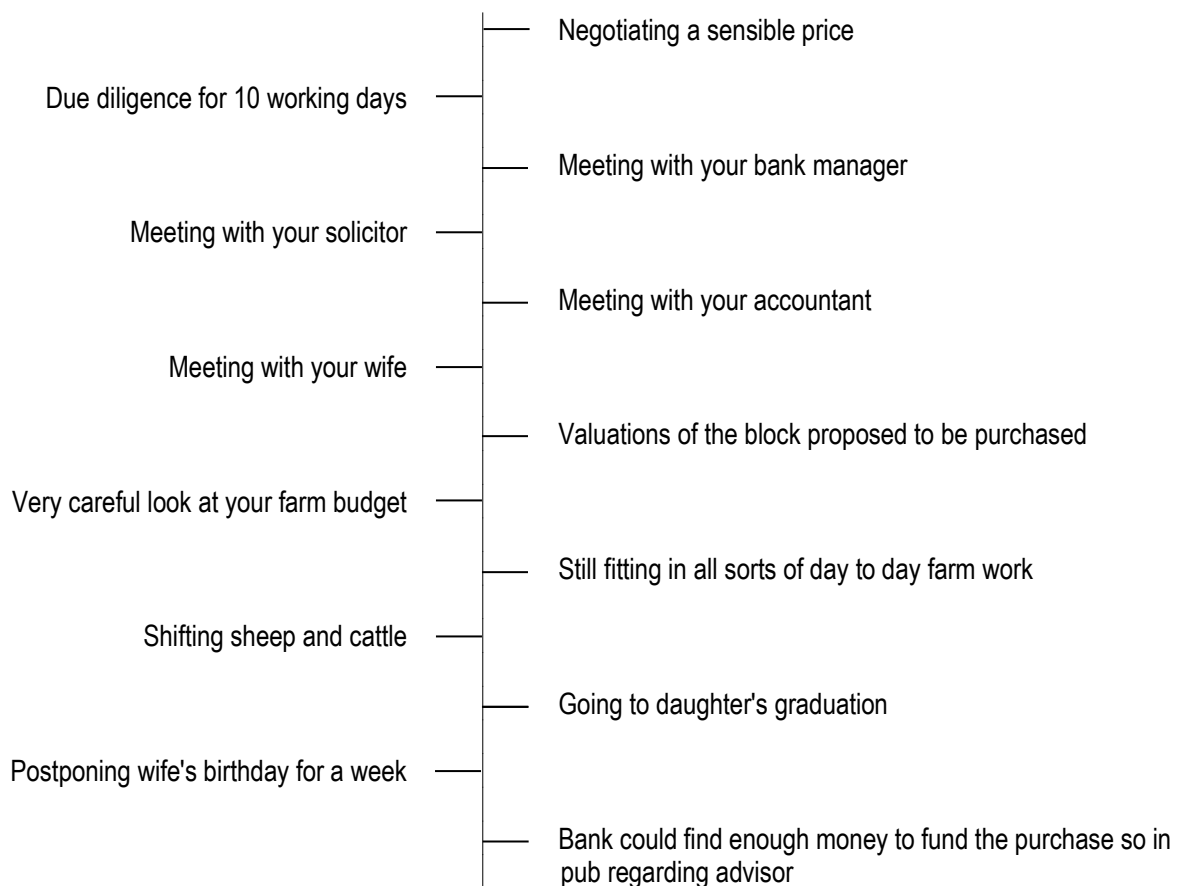 Negotiating a sensible price
Due diligence for 10 working days
Meeting with your bank manager
Meeting with your solicitor
Meeting with your accountant
Meeting with your wife
Valuations of the block proposed to be purchased
Very careful look at your farm budget
Still fitting in all sorts of day to day farm work
Shifting sheep and cattle
Going to daughter's graduation
Postponing wife's birthday for a week
Bank could find enough money to fund the purchase so in
pub regarding advisor